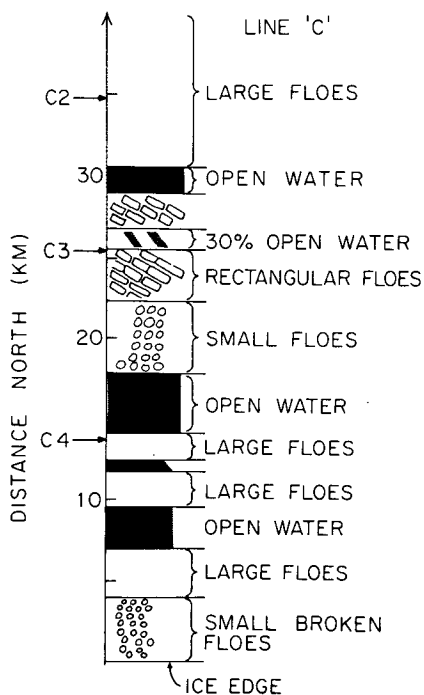 LINE 'C'
C2
LARGE FLOES
30
OPEN WATER
30% OPEN WATER
C3
RECTANGULAR FLOES
20
SMALL FLOES
OPEN WATER
C4
LARGE FLOES
10
LARGE FLOES
OPEN WATER
LARGE FLOES
SMALL BROKEN
FLOES
ICE EDGE
DISTANCE NORTH (KM)